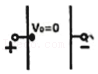 V₀=0
+ -